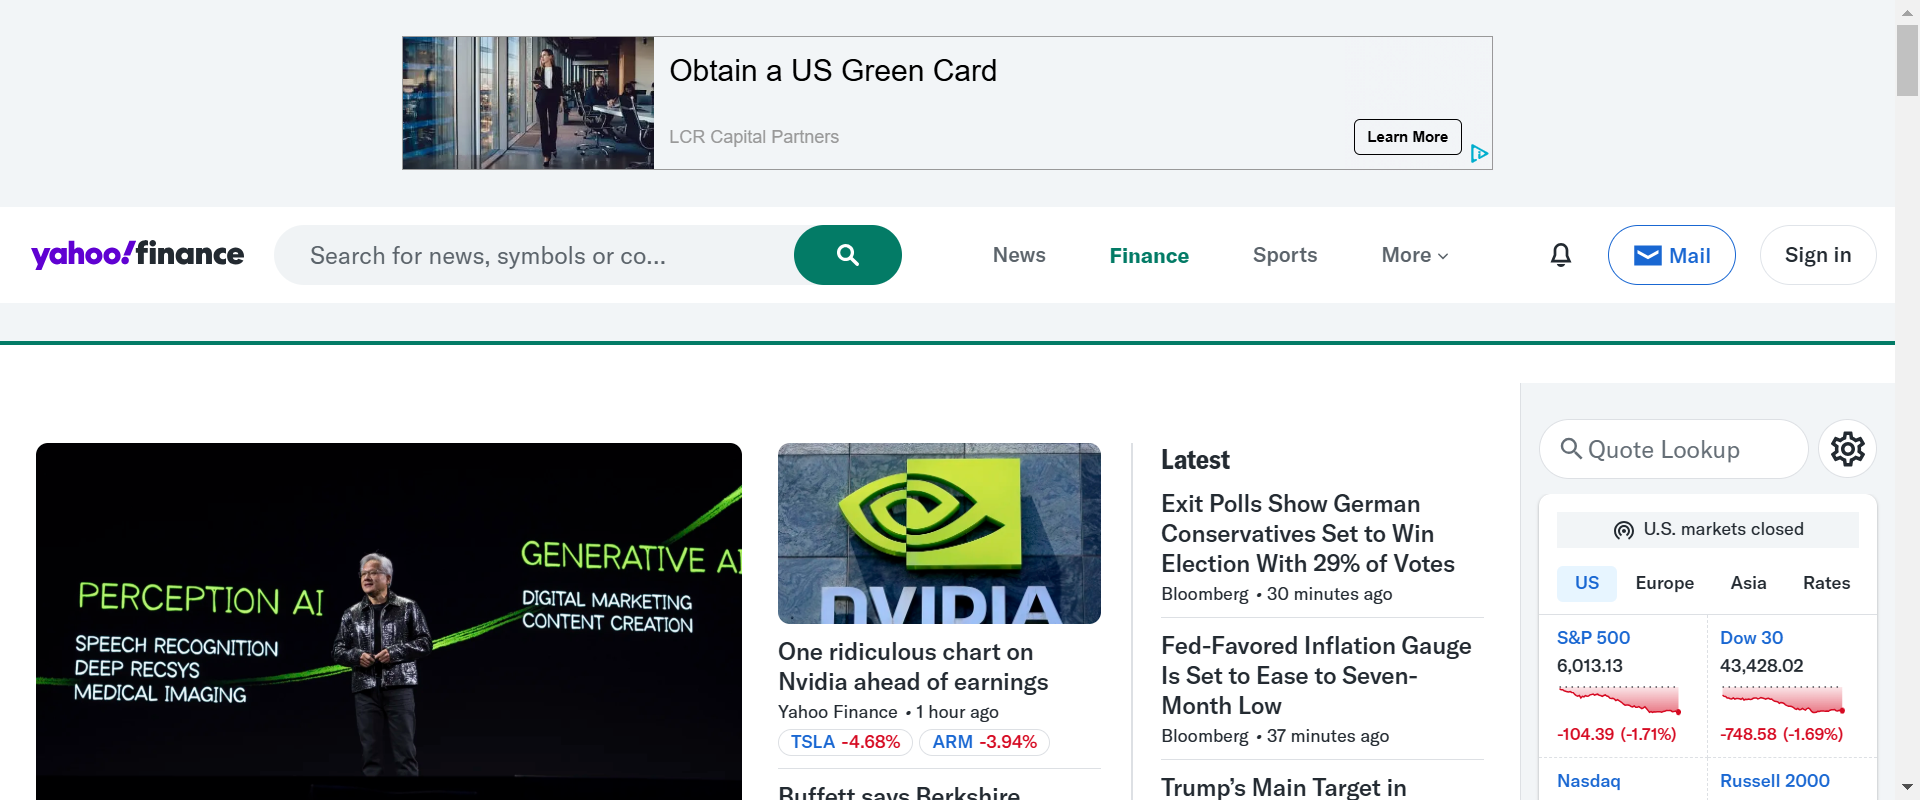 Obtain a US Green Card
LCR Capital Partners
Learn More
yahoo!finance
Search for news, symbols or co...
News
Finance
Sports
More
Mail
Sign in
PERCEPTION AI
SPEECH RECOGNITION
DEEP RECSYS
MEDICAL IMAGING
GENERATIVE AI
DIGITAL MARKETING
CONTENT CREATION
NVIDIA
One ridiculous chart on
Nvidia ahead of earnings
Yahoo Finance • 1 hour ago
TSLA -4.68%
ARM -3.94%
Buffett says Berkshire
Latest
Exit Polls Show German
Conservatives Set to Win
Election With 29% of Votes
Bloomberg • 30 minutes ago
Fed-Favored Inflation Gauge
Is Set to Ease to Seven-
Month Low
Bloomberg • 37 minutes ago
Trump's Main Target in
Quote Lookup
U.S. markets closed
US
Europe
Asia
Rates
S&P 500
6,013.13
-104.39 (-1.71%)
Dow 30
43,428.02
-748.58 (-1.69%)
Nasdaq
Russell 2000